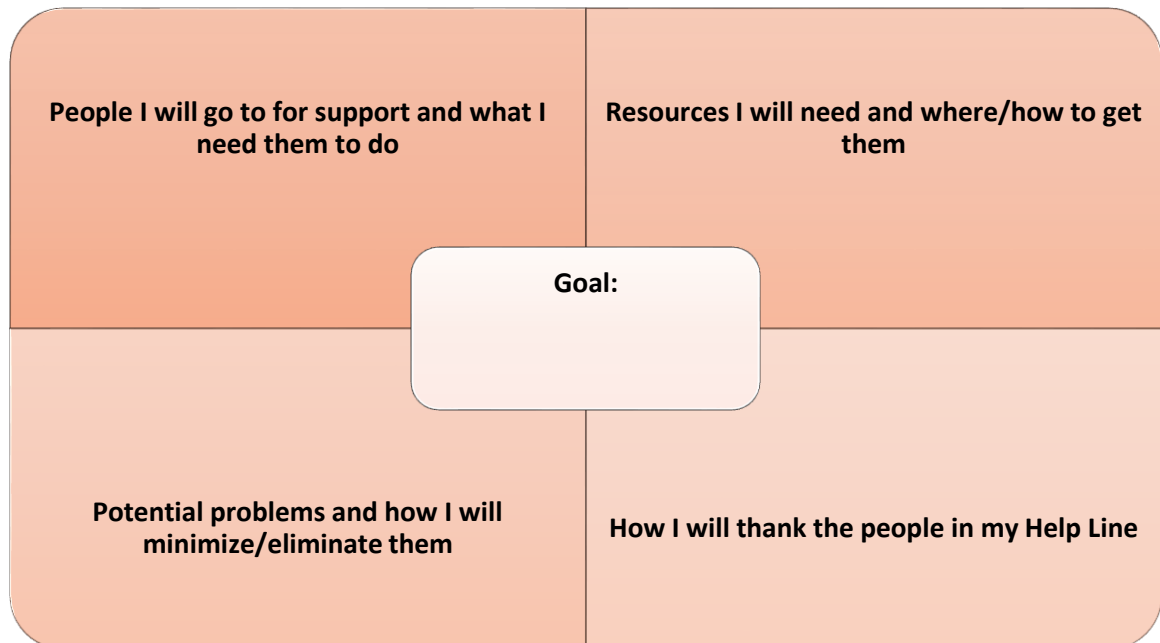 People I will go to for support and what I
need them to do
Resources I will need and where/how to get
them
Goal:
Potential problems and how I will
minimize/eliminate them
How I will thank the people in my Help Line